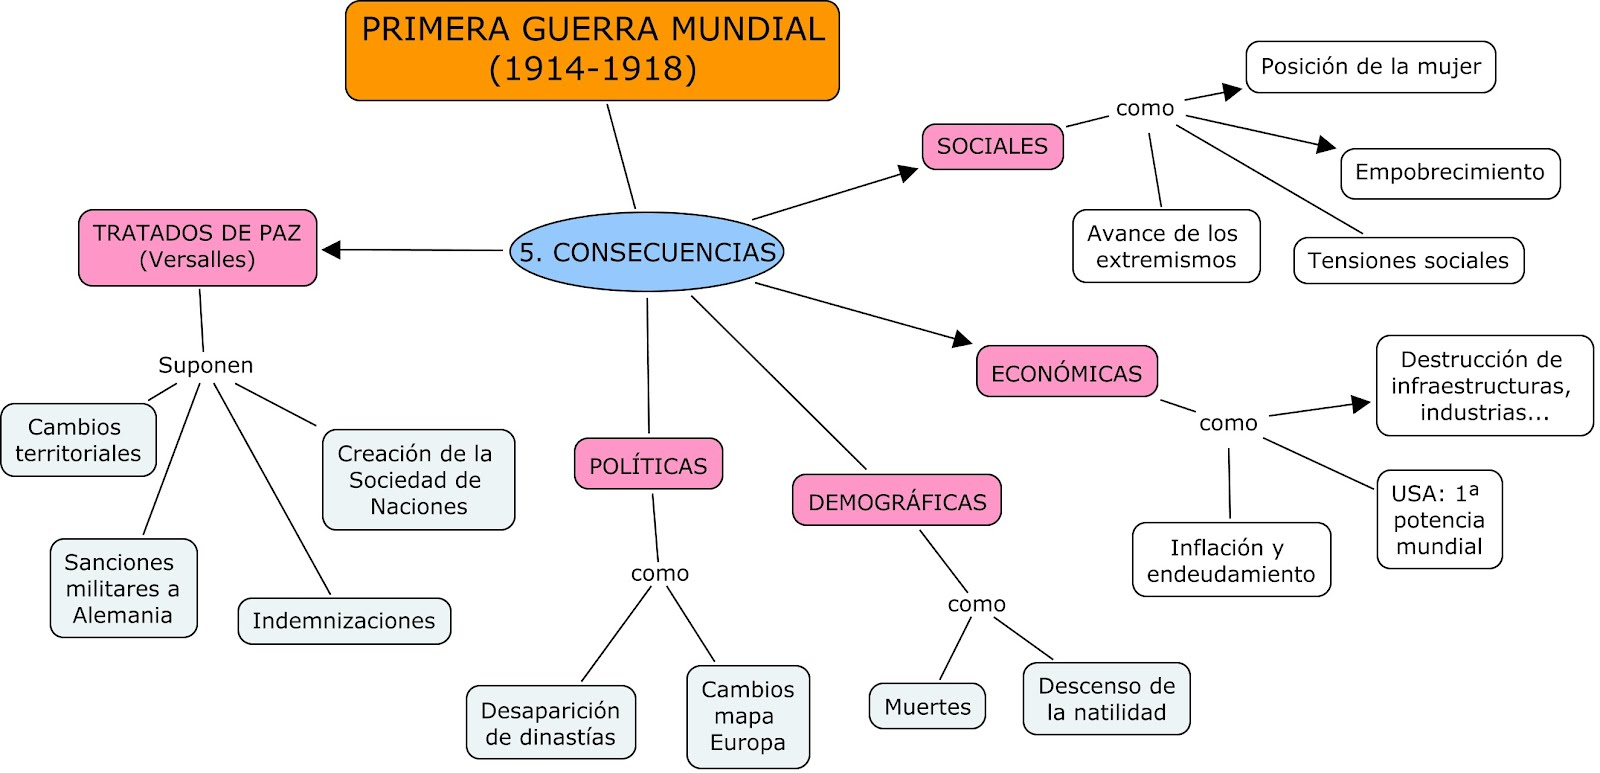 PRIMERA GUERRA MUNDIAL
(1914-1918)
5. CONSECUENCIAS
TRATADOS DE PAZ
(Versalles)
Suponen
Cambios
territoriales
Sanciones
militares a
Alemania
Indemnizaciones
Creación de la
Sociedad de
Naciones
POLÍTICAS
como
Desaparición
de dinastías
Cambios
mapa
Europa
DEMOGRÁFICAS
como
Muertes
Descenso de
la natilidad
ECONÓMICAS
como
Destrucción de
infraestructuras,
industrias...
USA: 1ª
potencia
mundial
Inflación y
endeudamiento
SOCIALES
como
Posición de la mujer
Empobrecimiento
Tensiones sociales
Avance de los
extremismos